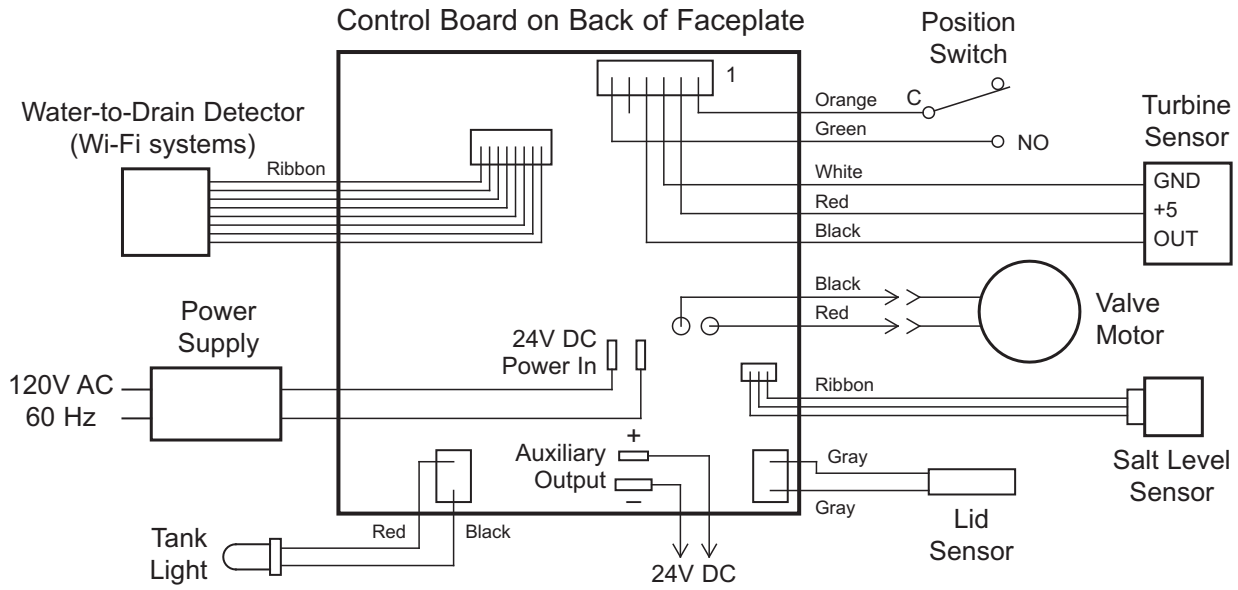 Control Board on Back of Faceplate
Position
Switch
1
Water-to-Drain Detector
(Wi-Fi systems)
Orange
C
Turbine
Sensor
Green
NO
Ribbon
White
GND
Red
+5
Black
OUT
Black
Valve
Motor
Red
Power
Supply
24V DC
Power In
120V AC
60 Hz
Ribbon
Salt Level
Sensor
+
Auxiliary
Output
–
Gray
Gray
Lid
Sensor
Red
Black
Tank
Light
24V DC